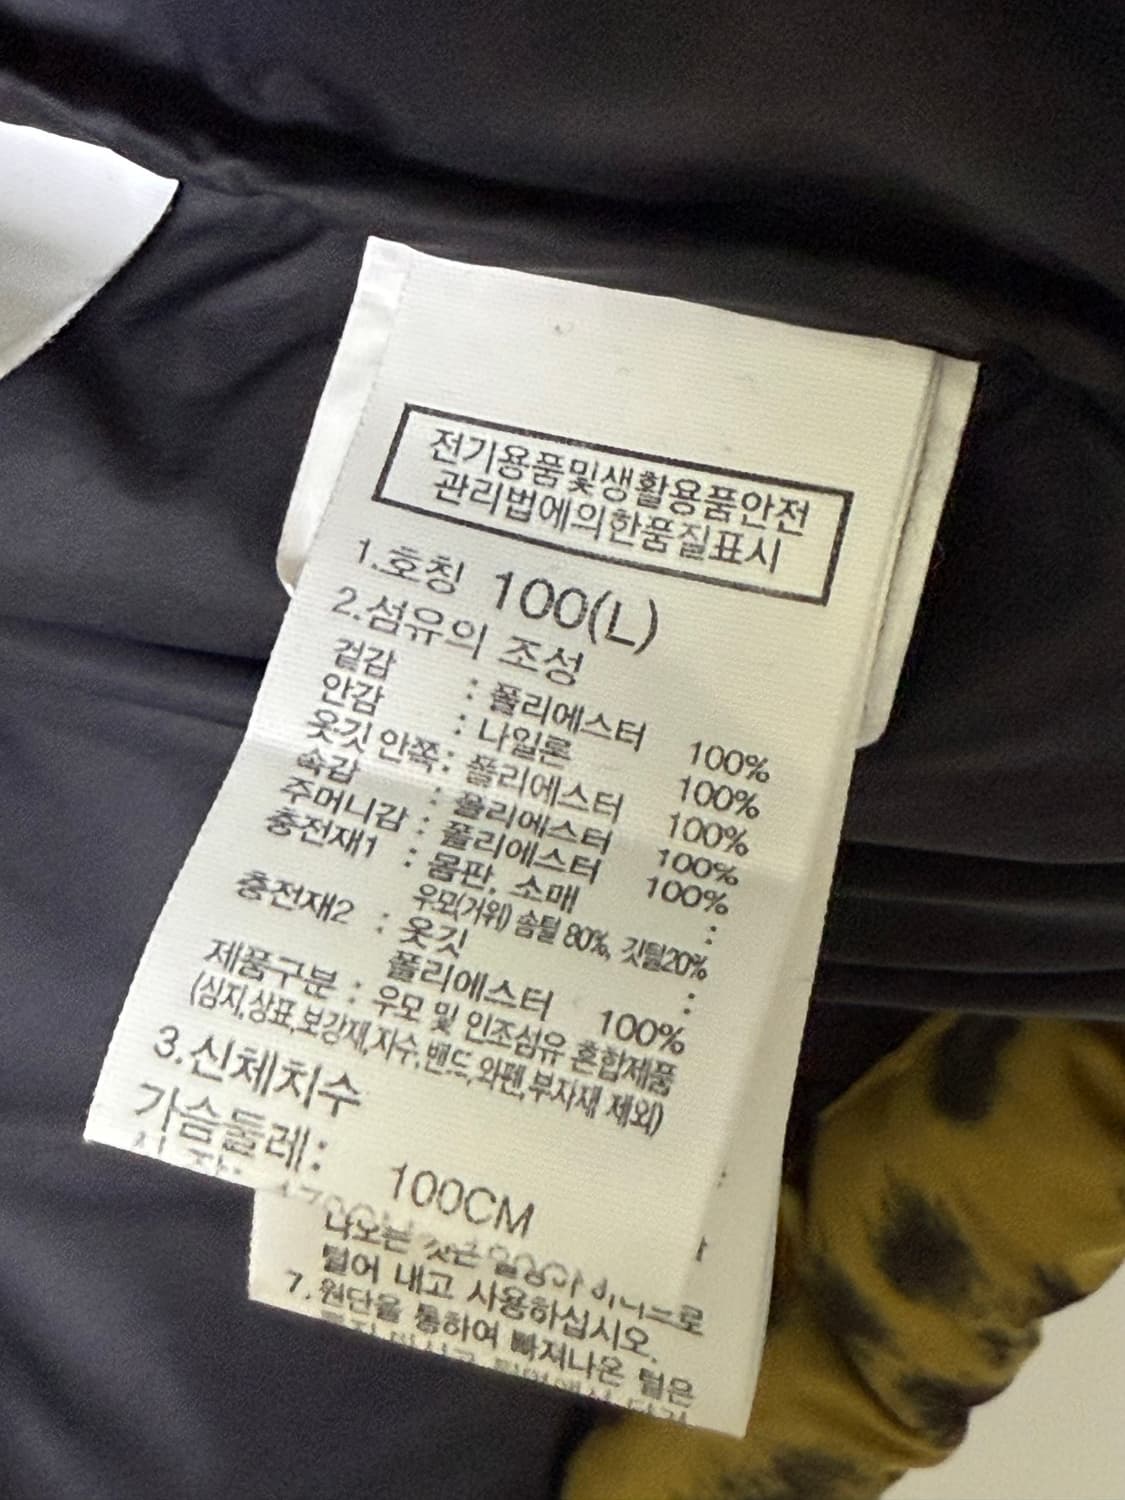 전기용품및생활용품안전
관리법에의한품질표시
1.호칭 100(L)
2.섬유의 조성
겉감 : 폴리에스터 100%
안감 : 나일론 100%
옷깃 안쪽 : 폴리에스터 100%
속감 : 폴리에스터 100%
주머니감 : 폴리에스터 100%
충전재1 : 몸판, 소매 :
우모(거위) 솜털 80%, 깃털20%
충전재2 : 옷깃 :
폴리에스터 100%
제품구분 : 우모 및 인조섬유 혼합제품
(심지,상표,보강재,자수,밴드,와펜,부자재 제외)
3.신체치수
가슴둘레: 100CM
나오는 것은
털어 내고 사용하십시오.
7.원단을 통하여 빠져나온 털은